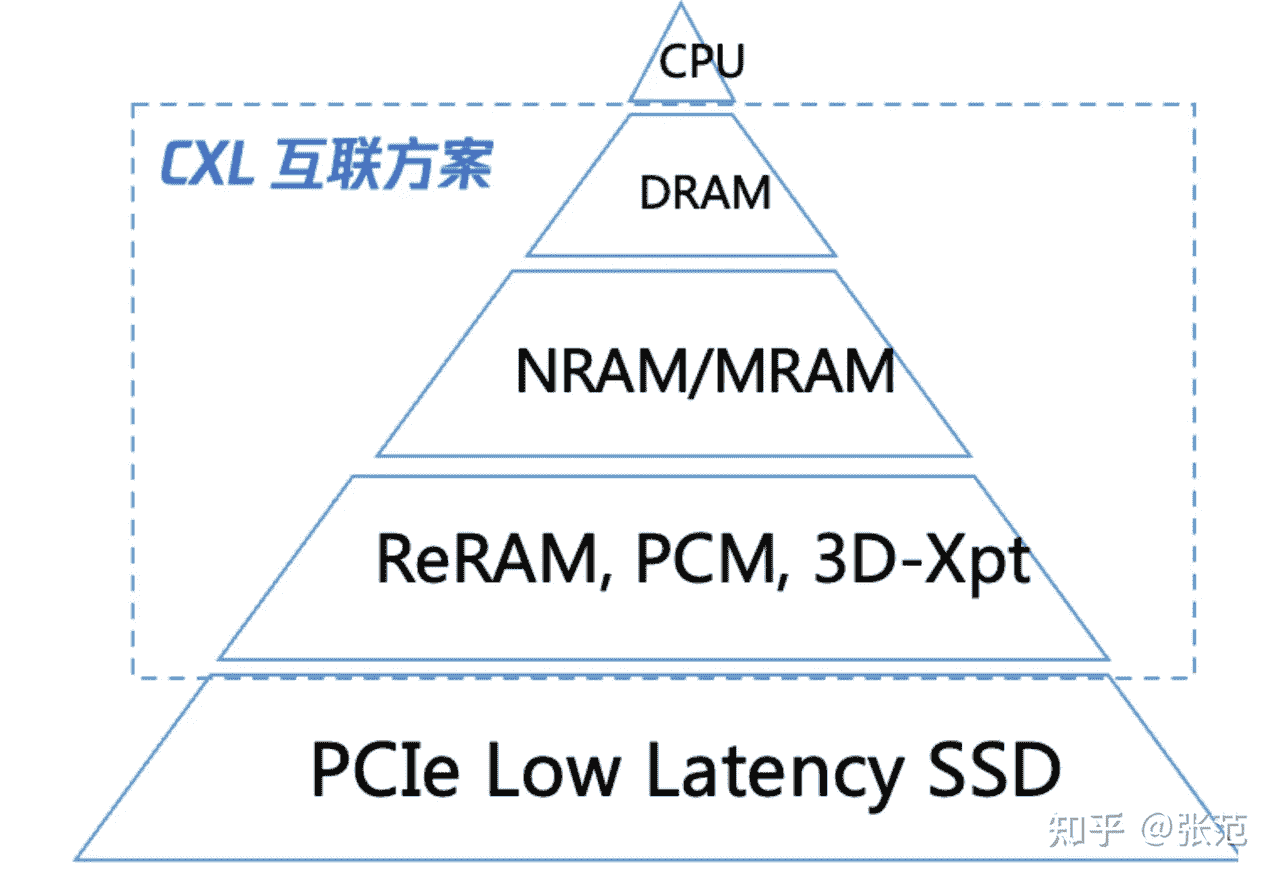 CPU
CXL 互联方案
DRAM
NRAM/MRAM
ReRAM, PCM, 3D-Xpt
PCIe Low Latency SSD
知乎 @张范